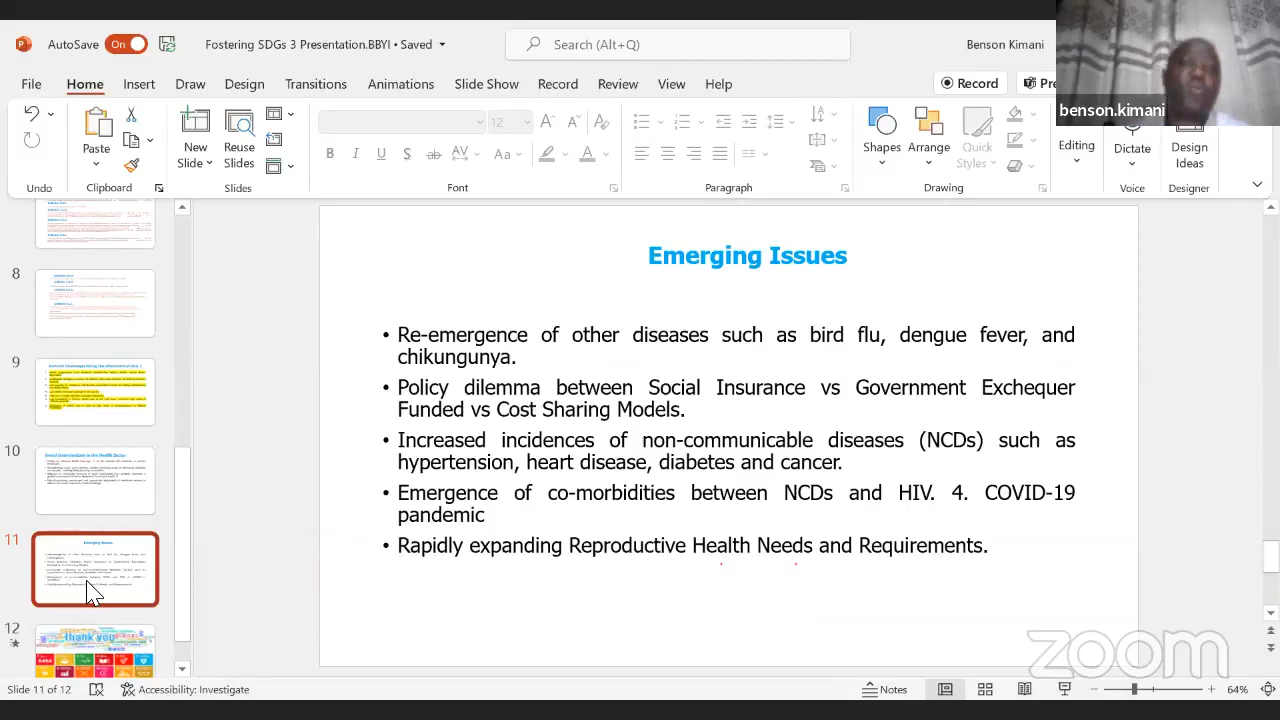 AutoSave
On
Fostering SDGs 3 Presentation.BBYI • Saved
Search (Alt+Q)
Benson Kimani
File
Home
Insert
Draw
Design
Transitions
Animations
Slide Show
Record
Review
View
Help
Record
benson.kimani
Paste
New
Slide
Reuse
Slides
12
Shapes
Arrange
Quick
Styles
Editing
Dictate
Design
Ideas
Undo
Clipboard
Slides
Font
Paragraph
Drawing
Voice
Designer
8
9
10
11
12
Emerging Issues
• Re-emergence of other diseases such as bird flu, dengue fever, and
chikungunya.
• Policy dilemma between Social Insurance vs Government Exchequer
Funded vs Cost Sharing Models.
• Increased incidences of non-communicable diseases (NCDs) such as
hypertension, heart disease, diabetes and cancer.
• Emergence of co-morbidities between NCDs and HIV. 4. COVID-19
pandemic
• Rapidly expanding Reproductive Health Needs and Requirements.
Emerging Issues
thank you
zoom
Slide 11 of 12
Accessibility: Investigate
Notes
64%